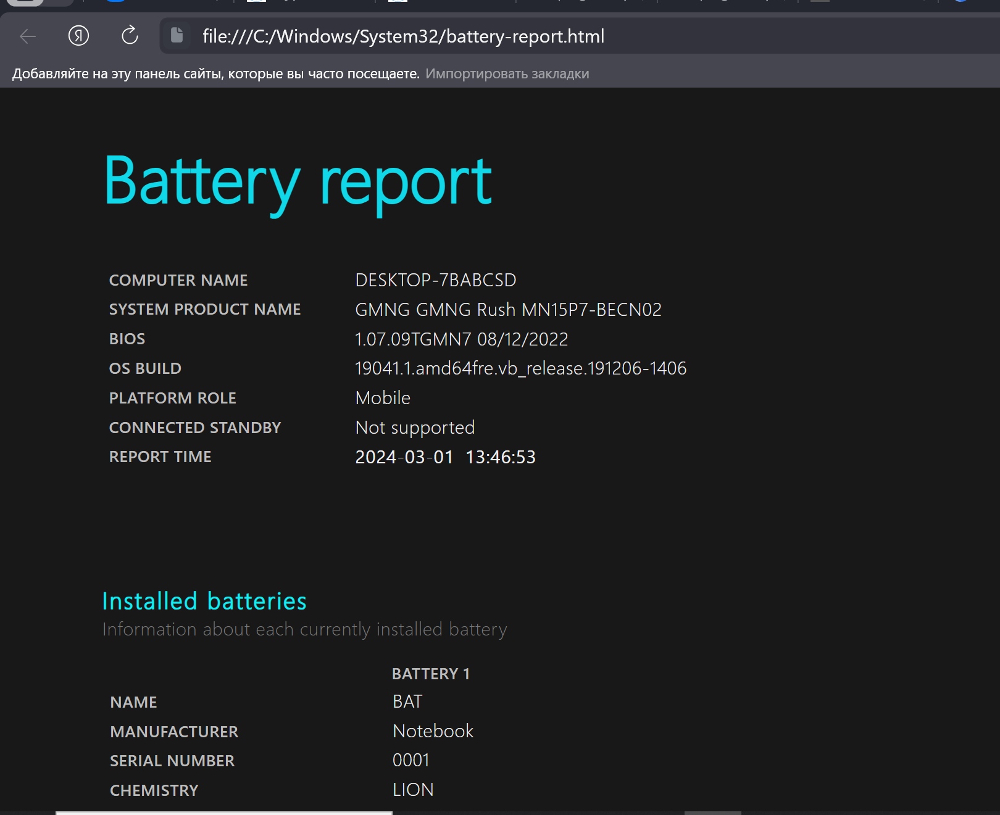 Я
file:///C:/Windows/System32/battery-report.html
Добавляйте на эту панель сайты, которые вы часто посещаете. Импортировать закладки
Battery report
COMPUTER NAME DESKTOP-7BABCSD
SYSTEM PRODUCT NAME GMNG GMNG Rush MN15P7-BECN02
BIOS 1.07.09TGMN7 08/12/2022
OS BUILD 19041.1.amd64fre.vb_release.191206-1406
PLATFORM ROLE Mobile
CONNECTED STANDBY Not supported
REPORT TIME 2024-03-01 13:46:53
Installed batteries
Information about each currently installed battery
BATTERY 1
NAME BAT
MANUFACTURER Notebook
SERIAL NUMBER 0001
CHEMISTRY LION